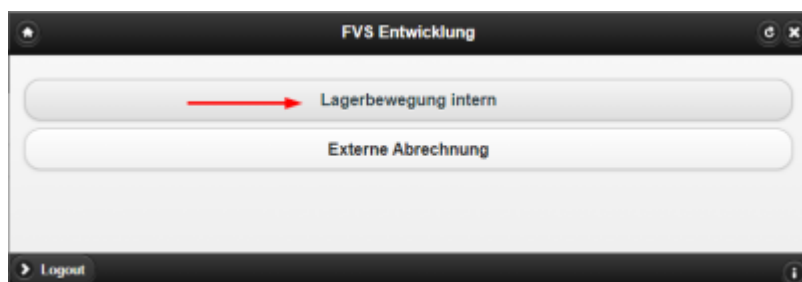 FVS Entwicklung
Lagerbewegung intern
Externe Abrechnung
Logout